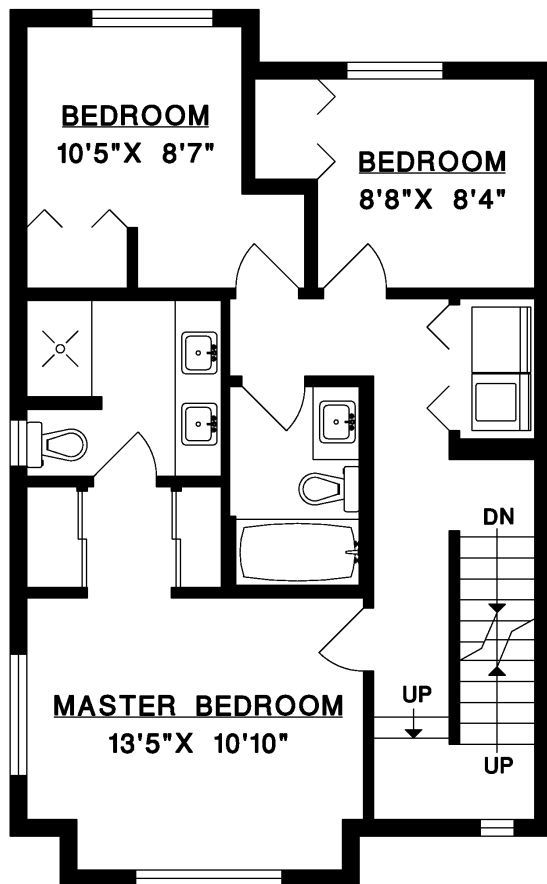 BEDROOM
10'5"X 8'7"
BEDROOM
8'8"X 8'4"
DN
MASTER BEDROOM
13'5"X 10'10"
UP
UP